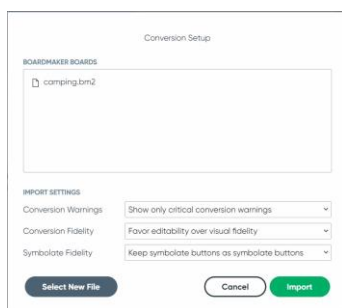 Conversion Setup
BOARDMAKER BOARDS
camping.bm2
IMPORT SETTINGS
Conversion Warnings Show only critical conversion warnings
Conversion Fidelity Favor editability over visual fidelity
Symbolate Fidelity Keep symbolate buttons as symbolate buttons
Select New File Cancel Import